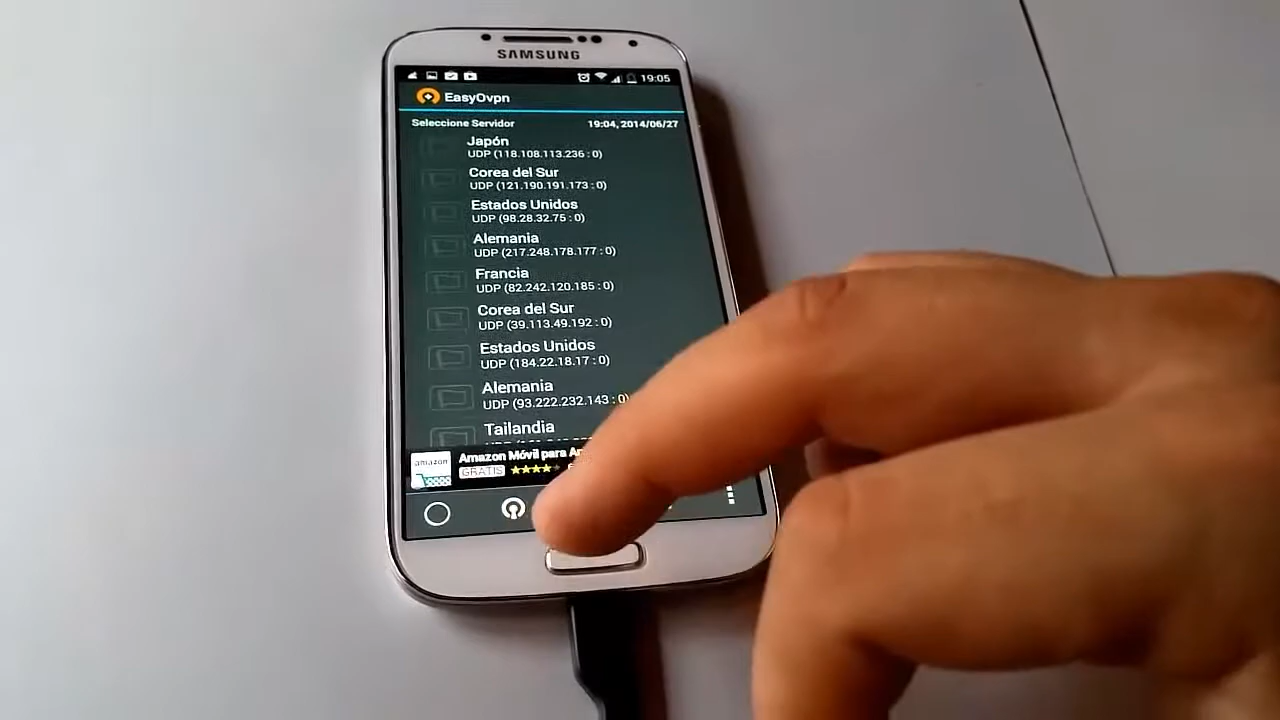 SAMSUNG
19:05
EasyOvpn
Seleccione Servidor 19:04, 2014/06/27
Japón
UDP (118.108.113.236 : 0)
Corea del Sur
UDP (121.190.191.173 : 0)
Estados Unidos
UDP (98.28.32.75 : 0)
Alemania
UDP (217.248.178.177 : 0)
Francia
UDP (82.242.120.185 : 0)
Corea del Sur
UDP (39.113.49.192 : 0)
Estados Unidos
UDP (184.22.18.17 : 0)
Alemania
UDP (93.222.232.143 : 0)
Tailandia
amazon
Amazon Móvil para
GRATIS